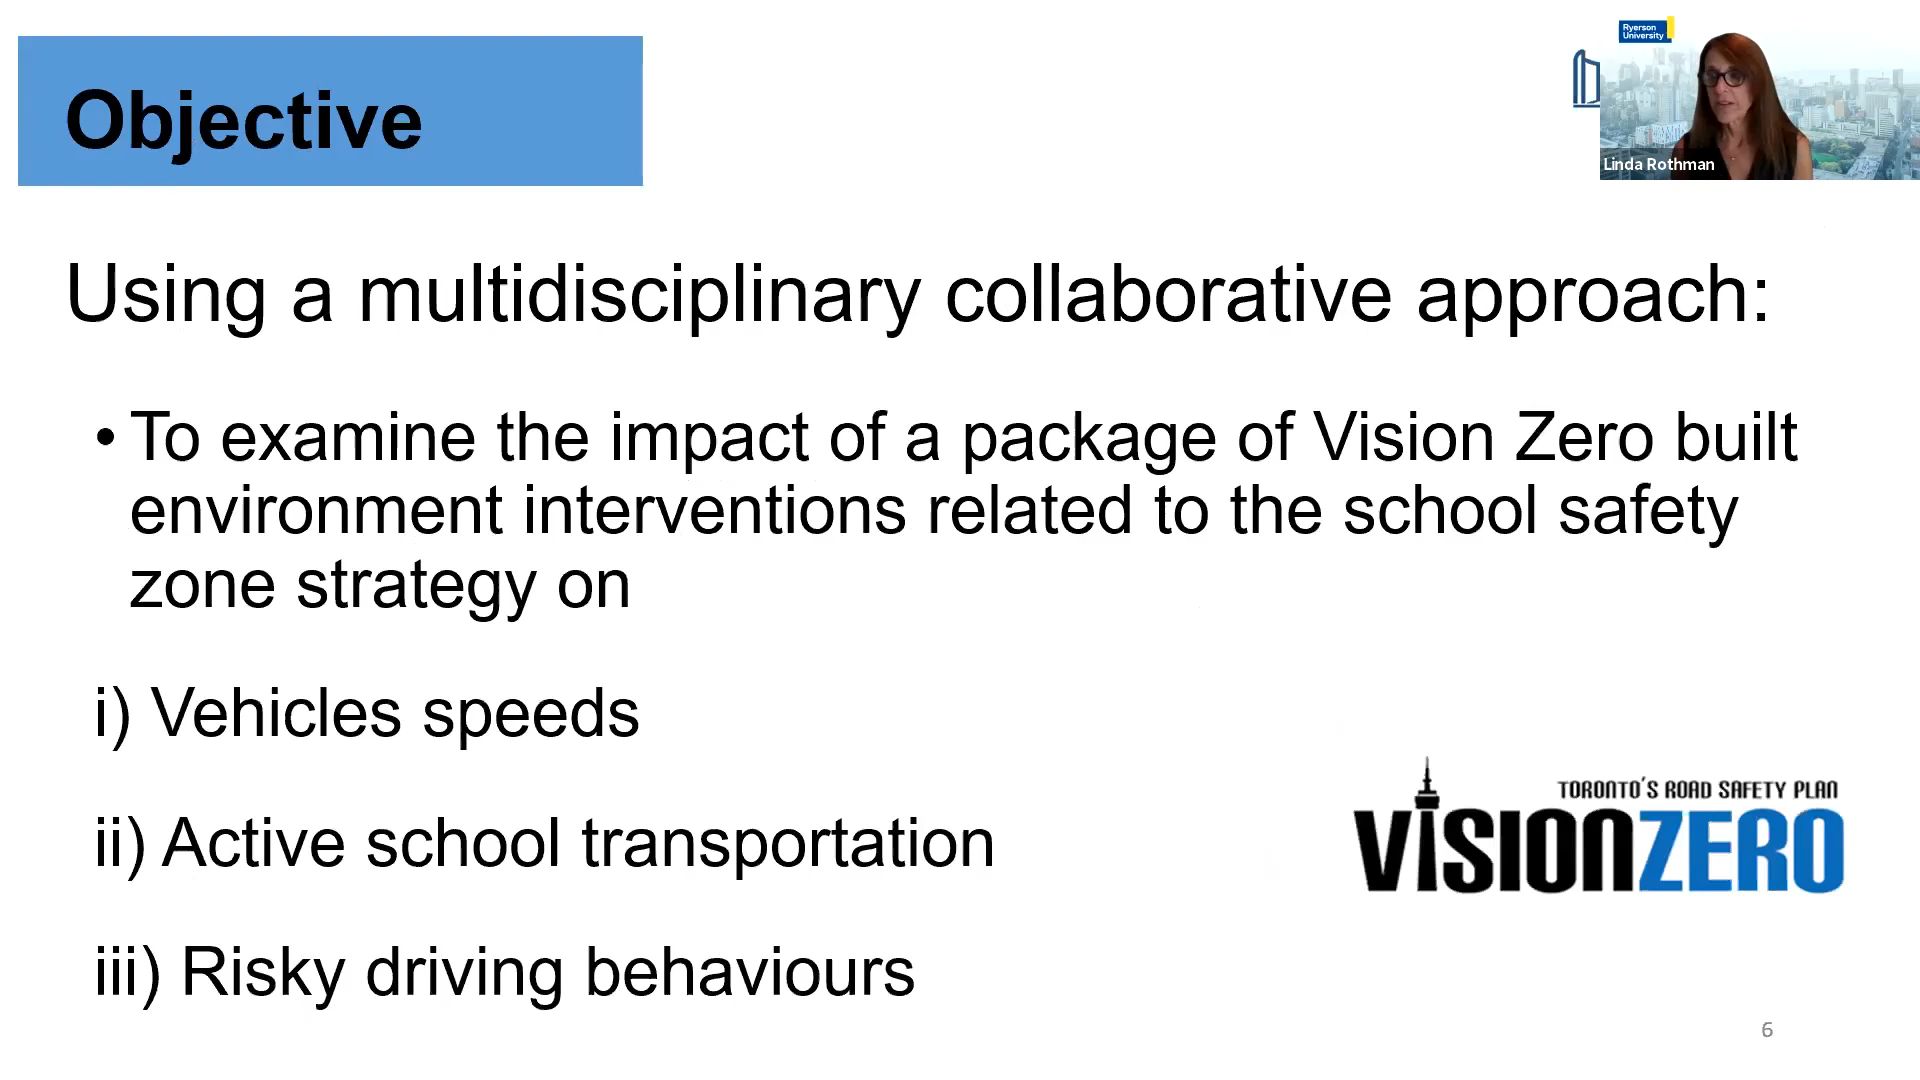 Objective
Ryerson
University
Linda Rothman
Using a multidisciplinary collaborative approach:
• To examine the impact of a package of Vision Zero built
environment interventions related to the school safety
zone strategy on
i) Vehicles speeds
ii) Active school transportation
iii) Risky driving behaviours
TORONTO'S ROAD SAFETY PLAN
VISIONZERO
6